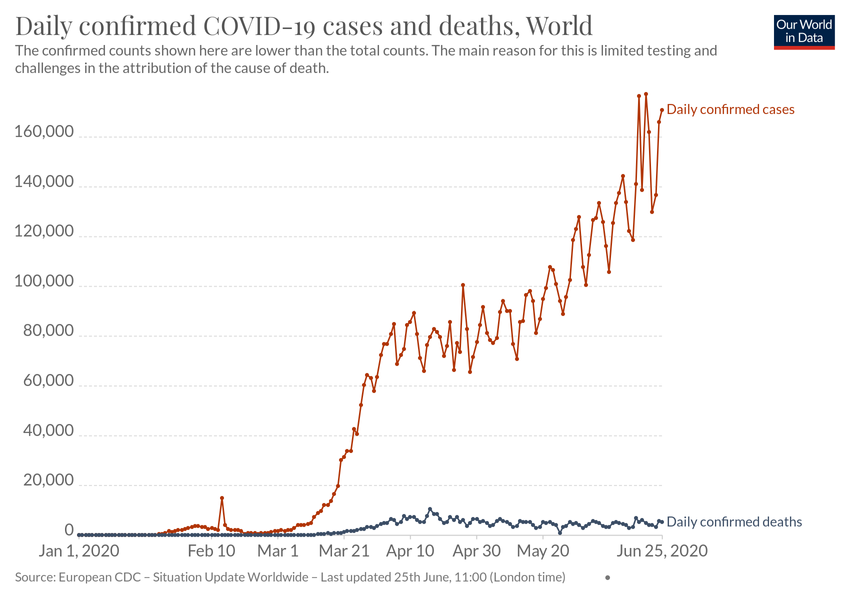 Daily confirmed COVID-19 cases and deaths, World
Our World
in Data
The confirmed counts shown here are lower than the total counts. The main reason for this is limited testing and
challenges in the attribution of the cause of death.
Daily confirmed cases
160,000
140,000
120,000
100,000
80,000
60,000
40,000
20,000
Daily confirmed deaths
0
Jan 1, 2020 Feb 10 Mar 1 Mar 21 Apr 10 Apr 30 May 20 Jun 25, 2020
Source: European CDC – Situation Update Worldwide – Last updated 25th June, 11:00 (London time) •